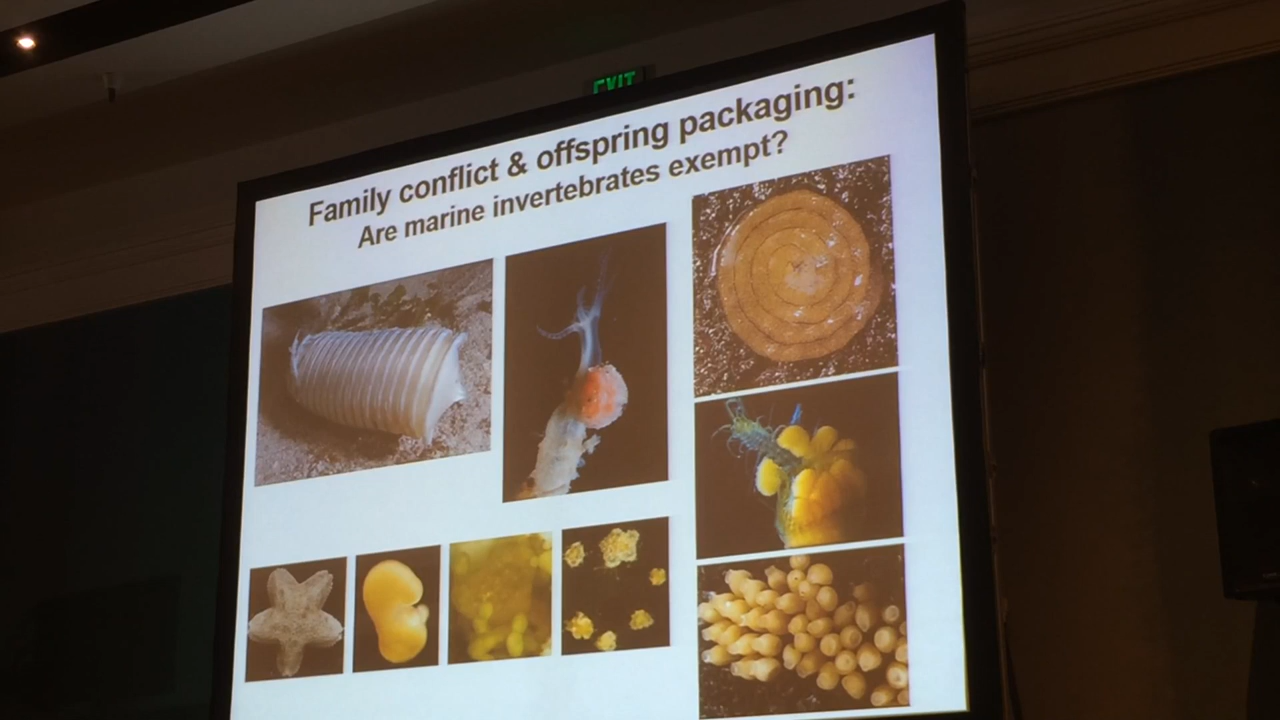 EXIT
Family conflict & offspring packaging:
Are marine invertebrates exempt?